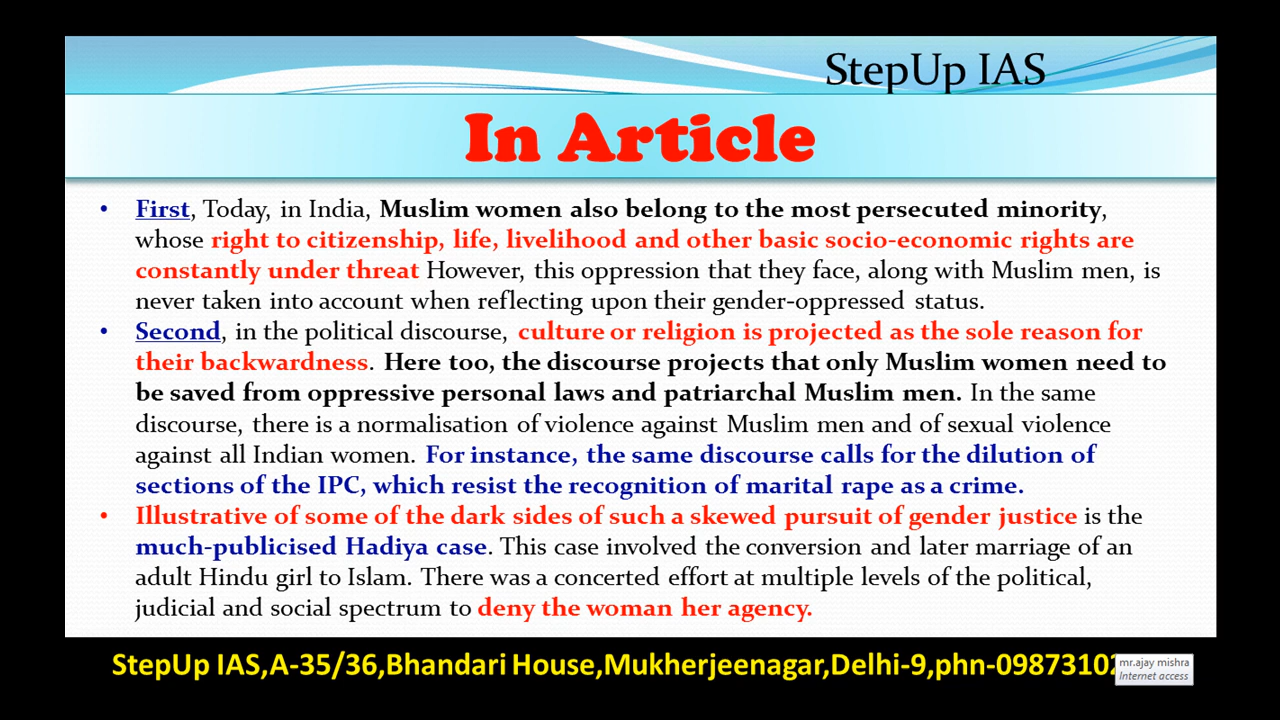 StepUp IAS
In Article
• First, Today, in India, Muslim women also belong to the most persecuted minority,
whose right to citizenship, life, livelihood and other basic socio-economic rights are
constantly under threat However, this oppression that they face, along with Muslim men, is
never taken into account when reflecting upon their gender-oppressed status.
• Second, in the political discourse, culture or religion is projected as the sole reason for
their backwardness. Here too, the discourse projects that only Muslim women need to
be saved from oppressive personal laws and patriarchal Muslim men. In the same
discourse, there is a normalisation of violence against Muslim men and of sexual violence
against all Indian women. For instance, the same discourse calls for the dilution of
sections of the IPC, which resist the recognition of marital rape as a crime.
• Illustrative of some of the dark sides of such a skewed pursuit of gender justice is the
much-publicised Hadiya case. This case involved the conversion and later marriage of an
adult Hindu girl to Islam. There was a concerted effort at multiple levels of the political,
judicial and social spectrum to deny the woman her agency.
StepUp IAS,A-35/36,Bhandari House,Mukherjeenagar,Delhi-9,phn-0987310
mr.ajay mishra
Internet access